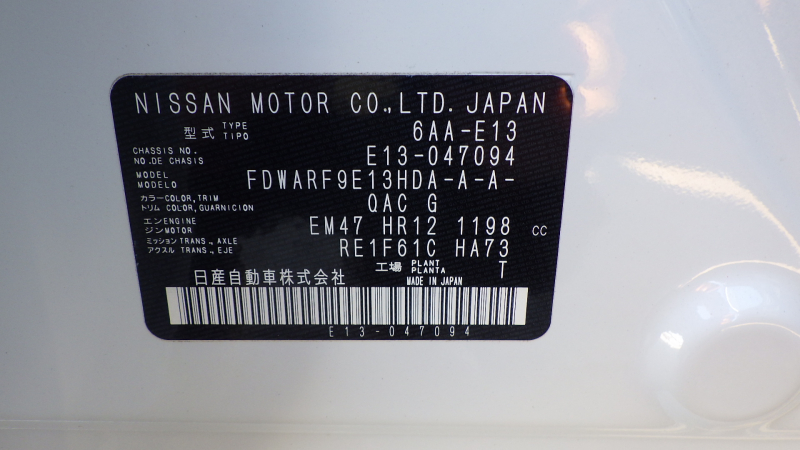 NISSAN MOTOR CO., LTD. JAPAN
型式 TYPE TIPO 6AA-E13
CHASSIS NO. NO.DE CHASIS E13-047094
MODEL MODELO FDWARF9E13HDA-A-A-
カラー COLOR, TRIM トリム COLOR, GUARNICION QAC G
エンジン ENGINE MOTOR EM47 HR12 1198 CC
ミッション TRANS., AXLE アクスル TRANS., EJE RE1F61C HA73
工場 PLANT PLANTA T
日産自動車株式会社 MADE IN JAPAN
E13-047094